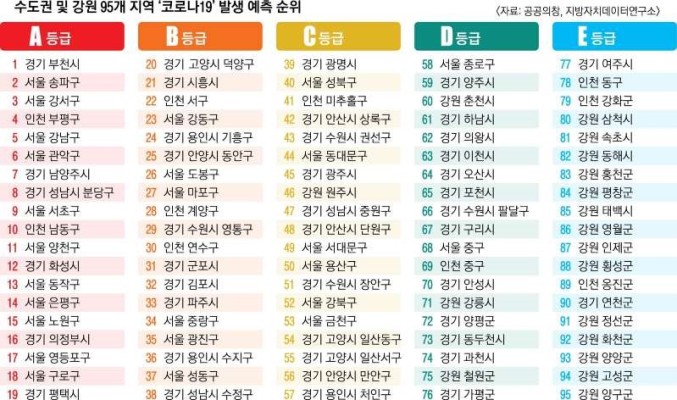 수도권 및 강원 95개 지역 '코로나19' 발생 예측 순위
〈자료: 공공의창, 지방자치데이터연구소〉
A 등급
1 경기 부천시
2 서울 송파구
3 서울 강서구
4 인천 부평구
5 서울 강남구
6 서울 관악구
7 경기 남양주시
8 경기 성남시 분당구
9 서울 서초구
10 인천 남동구
11 서울 양천구
12 경기 화성시
13 서울 동작구
14 서울 은평구
15 서울 노원구
16 경기 의정부시
17 서울 영등포구
18 서울 구로구
19 경기 평택시
B 등급
20 경기 고양시 덕양구
21 경기 시흥시
22 인천 서구
23 서울 강동구
24 경기 용인시 기흥구
25 경기 안양시 동안구
26 서울 도봉구
27 서울 마포구
28 인천 계양구
29 경기 수원시 영통구
30 인천 연수구
31 경기 군포시
32 경기 김포시
33 경기 파주시
34 서울 중랑구
35 서울 광진구
36 경기 용인시 수지구
37 서울 성동구
38 경기 성남시 수정구
C 등급
39 경기 광명시
40 서울 성북구
41 인천 미추홀구
42 경기 안산시 상록구
43 경기 수원시 권선구
44 서울 동대문구
45 경기 광주시
46 강원 원주시
47 경기 성남시 중원구
48 경기 안산시 단원구
49 서울 서대문구
50 서울 용산구
51 경기 수원시 장안구
52 서울 강북구
53 서울 금천구
54 경기 고양시 일산동구
55 경기 고양시 일산서구
56 경기 안양시 만안구
57 경기 용인시 처인구
D 등급
58 서울 종로구
59 경기 양주시
60 강원 춘천시
61 경기 하남시
62 경기 의왕시
63 경기 이천시
64 경기 오산시
65 경기 포천시
66 경기 수원시 팔달구
67 경기 구리시
68 서울 중구
69 인천 중구
70 경기 안성시
71 강원 강릉시
72 경기 양평군
73 경기 동두천시
74 경기 과천시
75 강원 철원군
76 경기 가평군
E 등급
77 경기 여주시
78 인천 동구
79 인천 강화군
80 강원 삼척시
81 강원 속초시
82 강원 동해시
83 강원 홍천군
84 강원 평창군
85 강원 태백시
86 강원 영월군
87 강원 인제군
88 강원 횡성군
89 인천 옹진군
90 경기 연천군
91 강원 정선군
92 강원 화천군
93 강원 양양군
94 강원 고성군
95 강원 양구군